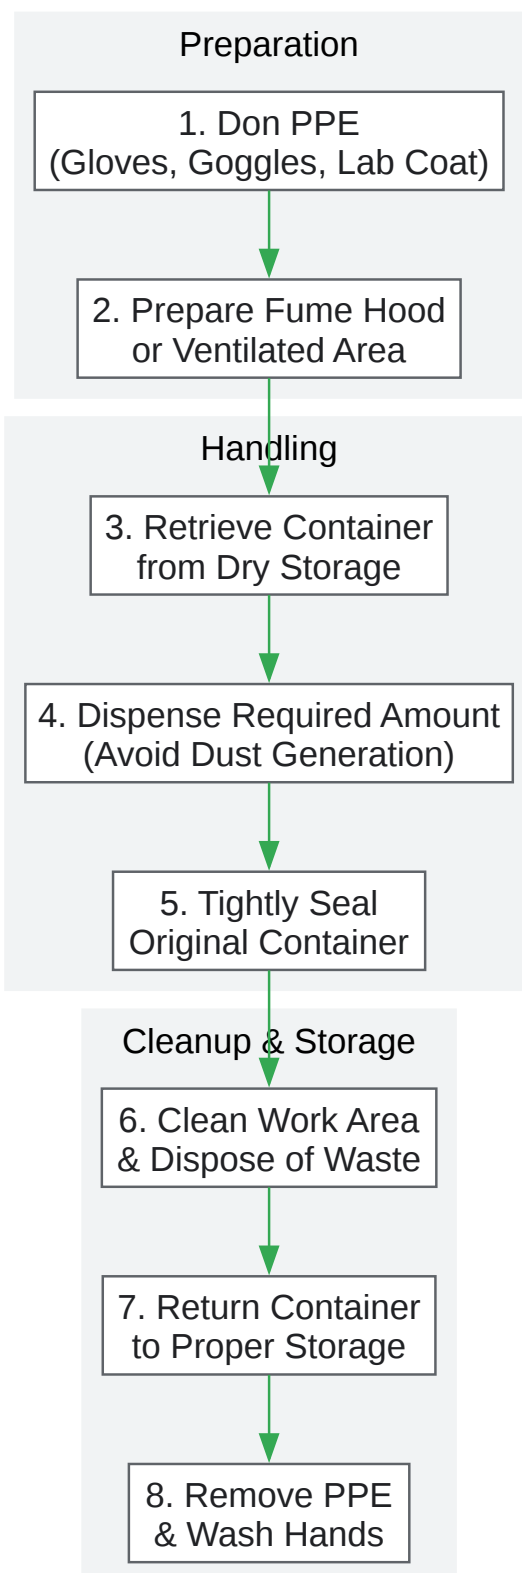 Preparation
1. Don PPE
(Gloves, Goggles, Lab Coat)
2. Prepare Fume Hood
or Ventilated Area
Handling
3. Retrieve Container
from Dry Storage
4. Dispense Required Amount
(Avoid Dust Generation)
5. Tightly Seal
Original Container
Cleanup & Storage
6. Clean Work Area
& Dispose of Waste
7. Return Container
to Proper Storage
8. Remove PPE
& Wash Hands